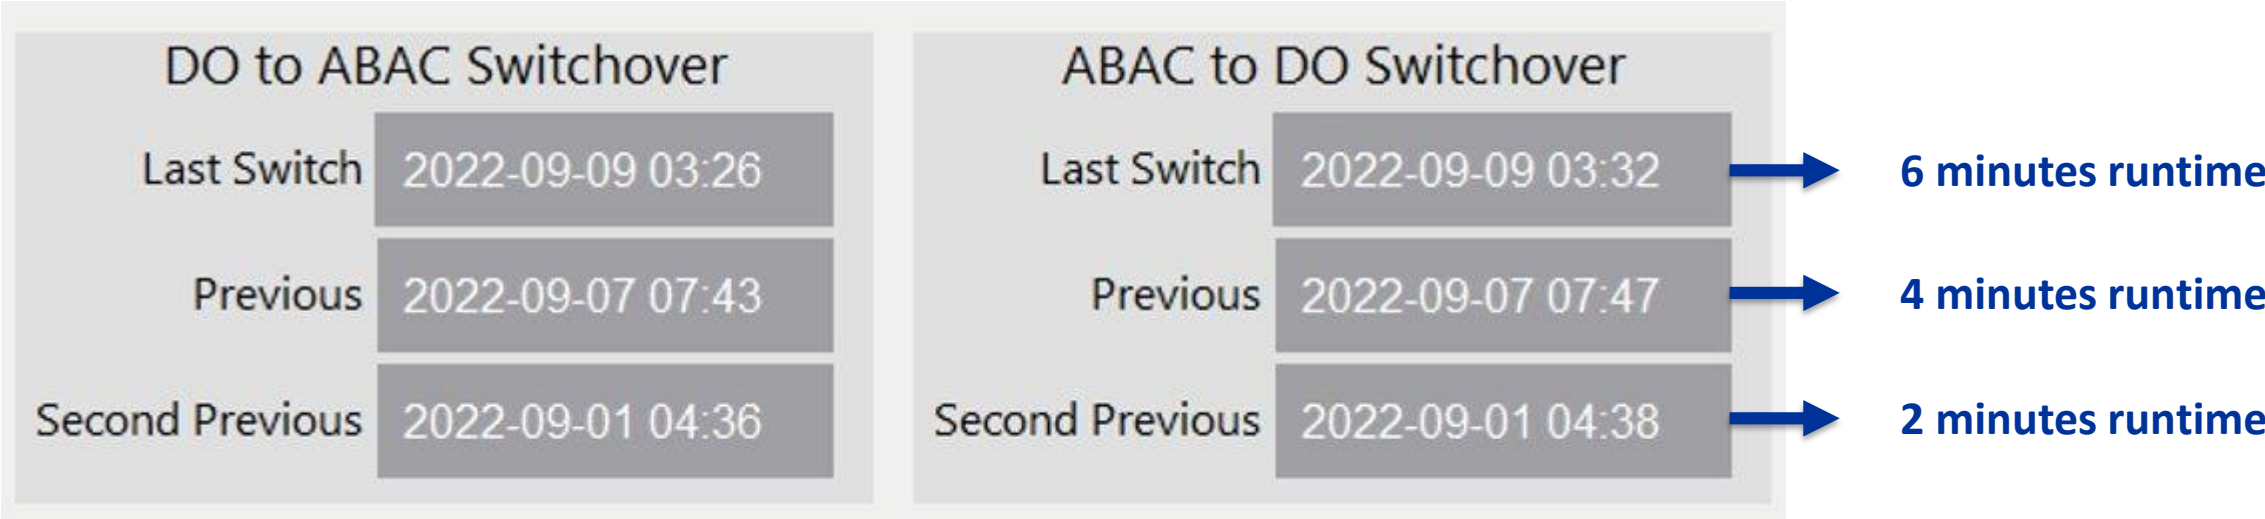 DO to ABAC Switchover
Last Switch 2022-09-09 03:26
Previous 2022-09-07 07:43
Second Previous 2022-09-01 04:36
ABAC to DO Switchover
Last Switch 2022-09-09 03:32
Previous 2022-09-07 07:47
Second Previous 2022-09-01 04:38
6 minutes runtime
4 minutes runtime
2 minutes runtime